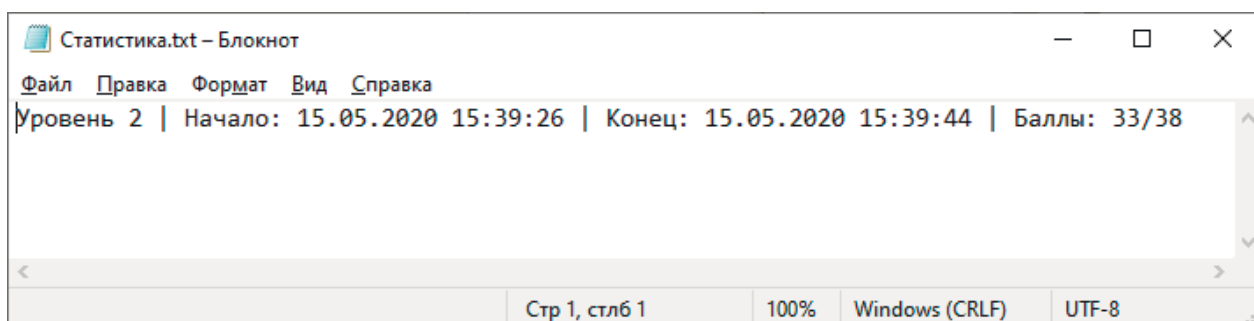 Статистика.txt – Блокнот
Файл Правка Формат Вид Справка
Уровень 2 | Начало: 15.05.2020 15:39:26 | Конец: 15.05.2020 15:39:44 | Баллы: 33/38
Стр 1, стлб 1 100% Windows (CRLF) UTF-8